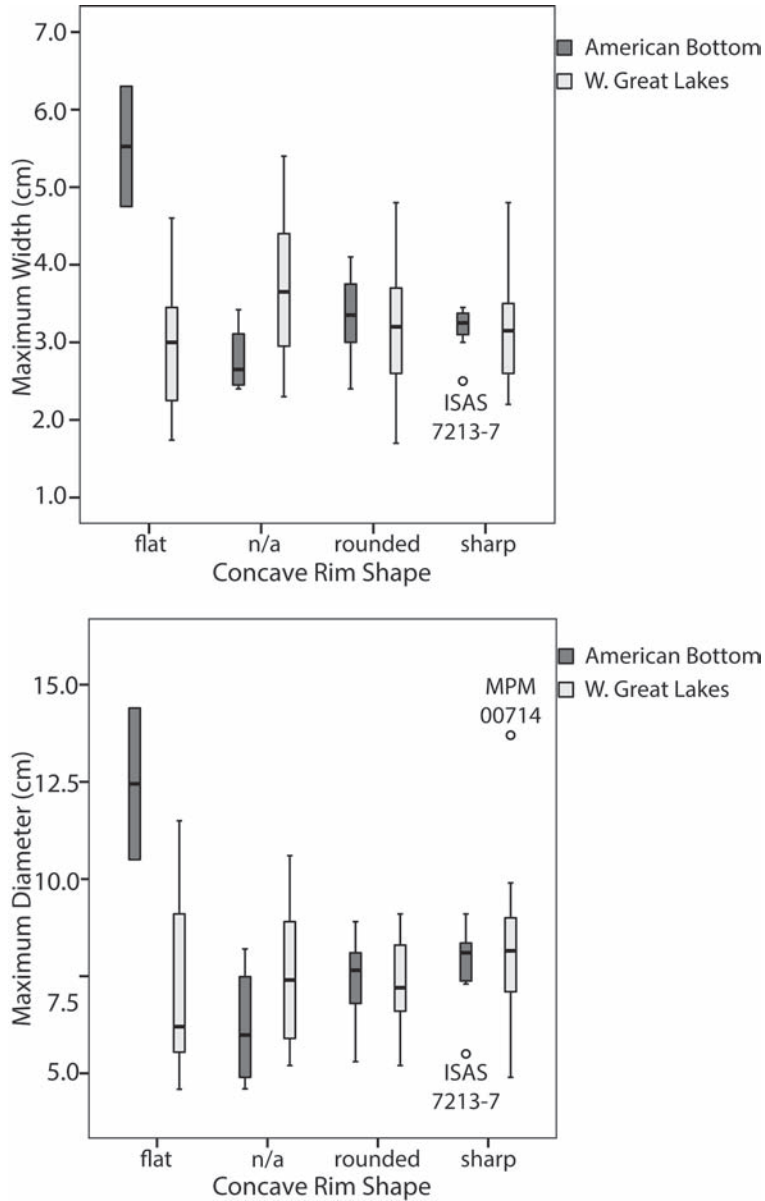 7.0
American Bottom
W. Great Lakes
6.0
5.0
4.0
3.0
2.0
1.0
Maximum Width (cm)
ISAS
7213-7
flat n/a rounded sharp
Concave Rim Shape
American Bottom
W. Great Lakes
15.0
12.5
10.0
7.5
5.0
Maximum Diameter (cm)
MPM
00714
ISAS
7213-7
flat n/a rounded sharp
Concave Rim Shape